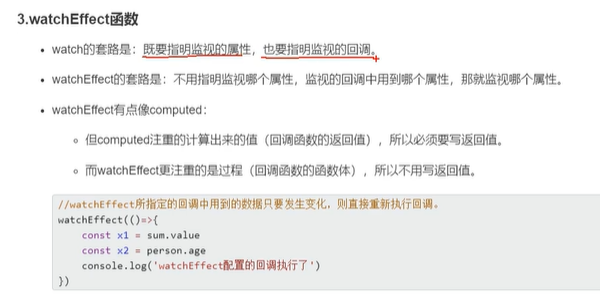 3.watchEffect函数
watch的套路是：既要指明监视的属性，也要指明监视的回调。
watchEffect的套路是：不用指明监视哪个属性，监视的回调中用到哪个属性，那就监视哪个属性。
watchEffect有点像computed：
但computed注重的计算出来的值（回调函数的返回值），所以必须要写返回值。
而watchEffect更注重的是过程（回调函数的函数体），所以不用写返回值。
//watchEffect所指定的回调中用到的数据只要发生变化，则直接重新执行回调。
watchEffect(()=>{
    const x1 = sum.value
    const x2 = person.age
    console.log('watchEffect配置的回调执行了')
})